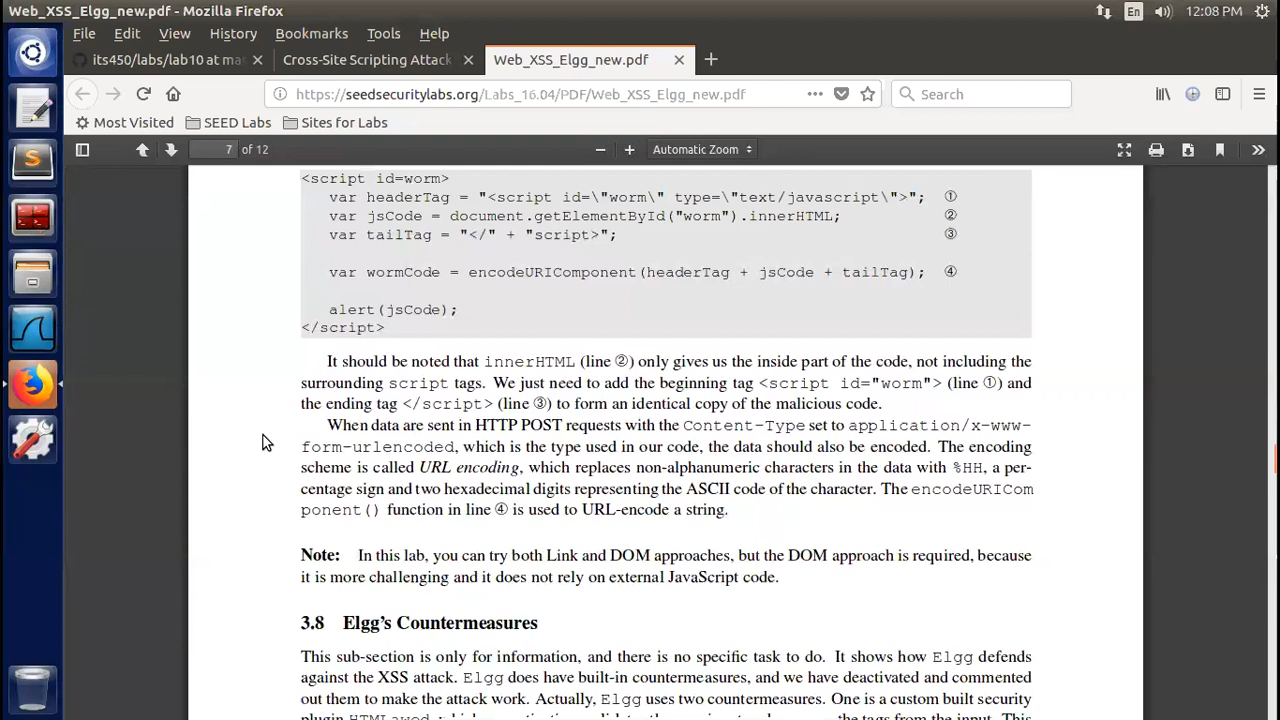 Web_XSS_Elgg_new.pdf - Mozilla Firefox
En 12:08 PM
File Edit View History Bookmarks Tools Help
its450/labs/lab10 at ma
Cross-Site Scripting Attack
Web_XSS_Elgg_new.pdf
https://seedsecuritylabs.org/Labs_16.04/PDF/Web_XSS_Elgg_new.pdf
Search
Most Visited SEED Labs Sites for Labs
7 of 12 Automatic Zoom
<script id=worm>
var headerTag = "<script id=\"worm\" type=\"text/javascript\">"; ①
var jsCode = document.getElementById("worm").innerHTML; ②
var tailTag = "</" + "script>"; ③
var wormCode = encodeURIComponent(headerTag + jsCode + tailTag); ④
alert(jsCode);
</script>
It should be noted that innerHTML (line ②) only gives us the inside part of the code, not including the
surrounding script tags. We just need to add the beginning tag <script id="worm"> (line ①) and
the ending tag </script> (line ③) to form an identical copy of the malicious code.
When data are sent in HTTP POST requests with the Content-Type set to application/x-www-
form-urlencoded, which is the type used in our code, the data should also be encoded. The encoding
scheme is called URL encoding, which replaces non-alphanumeric characters in the data with %HH, a per-
centage sign and two hexadecimal digits representing the ASCII code of the character. The encodeURICom
ponent() function in line ④ is used to URL-encode a string.
Note: In this lab, you can try both Link and DOM approaches, but the DOM approach is required, because
it is more challenging and it does not rely on external JavaScript code.
3.8 Elgg's Countermeasures
This sub-section is only for information, and there is no specific task to do. It shows how Elgg defends
against the XSS attack. Elgg does have built-in countermeasures, and we have deactivated and commented
out them to make the attack work. Actually, Elgg uses two countermeasures. One is a custom built security
plugin HTMLawed the tags from the input. This